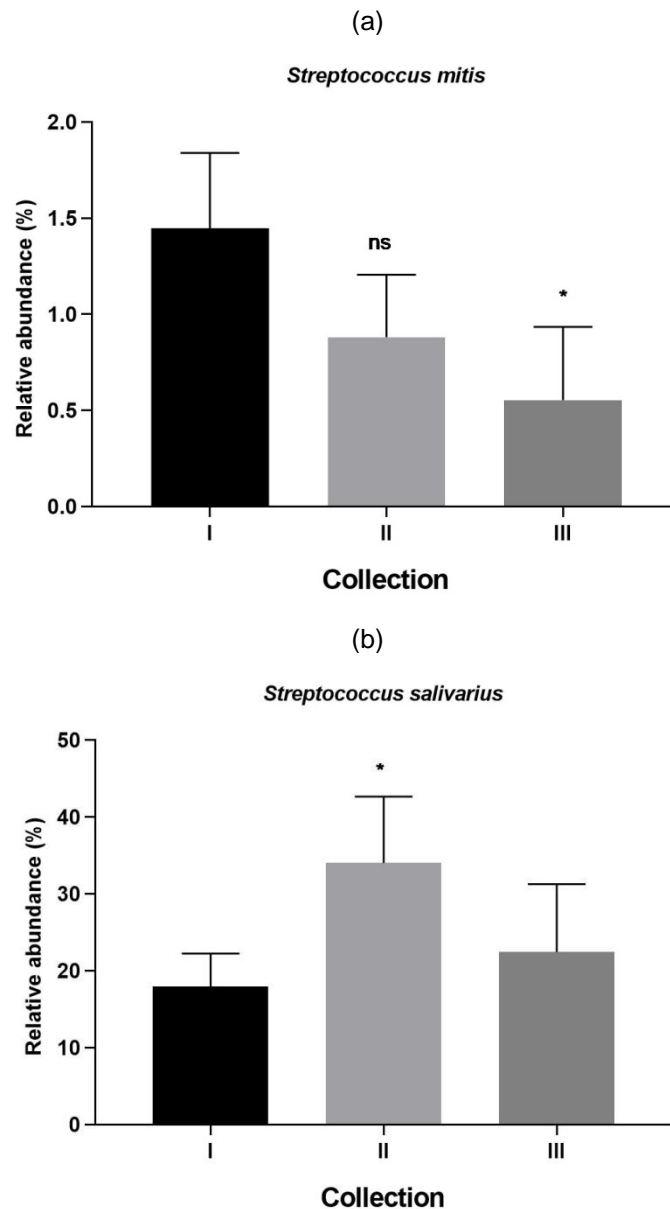 (a)
Streptococcus mitis
Relative abundance (%)
2.0
1.5
1.0
0.5
0.0
ns
*
I II III
Collection
(b)
Streptococcus salivarius
Relative abundance (%)
50
40
30
20
10
0
*
I II III
Collection